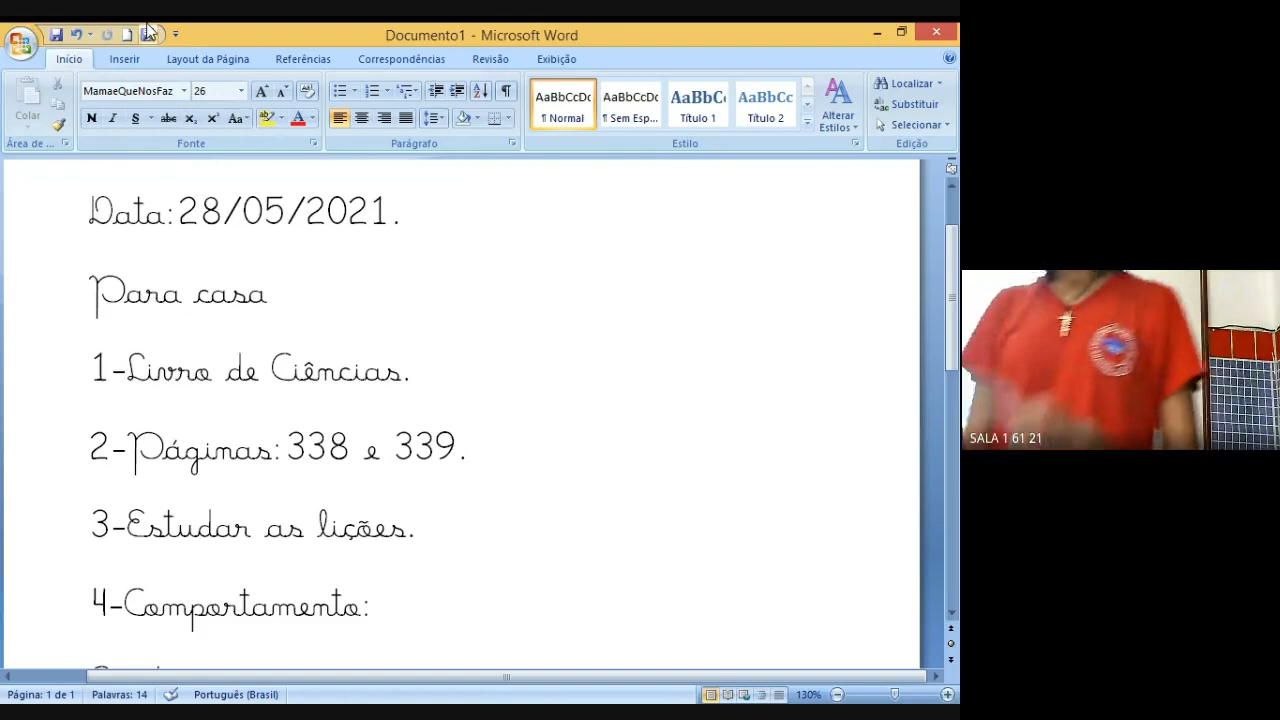 Documento1 - Microsoft Word
Início Inserir Layout da Página Referências Correspondências Revisão Exibição
MamaeQueNosFaz 26
AaBbCcDc AaBbCcDc AaBbC AaBbCc
Localizar
Substituir
Selecionar
Colar
¶ Normal ¶ Sem Esp... Título 1 Título 2
Alterar Estilos
Área de... Fonte Parágrafo Estilo Edição
Data: 28/05/2021.
Para casa
1-Livro de Ciências.
2-Páginas: 338 e 339.
3-Estudar as lições.
4-Comportamento:
SALA 1 61 21
Página: 1 de 1 Palavras: 14 Português (Brasil) 130%